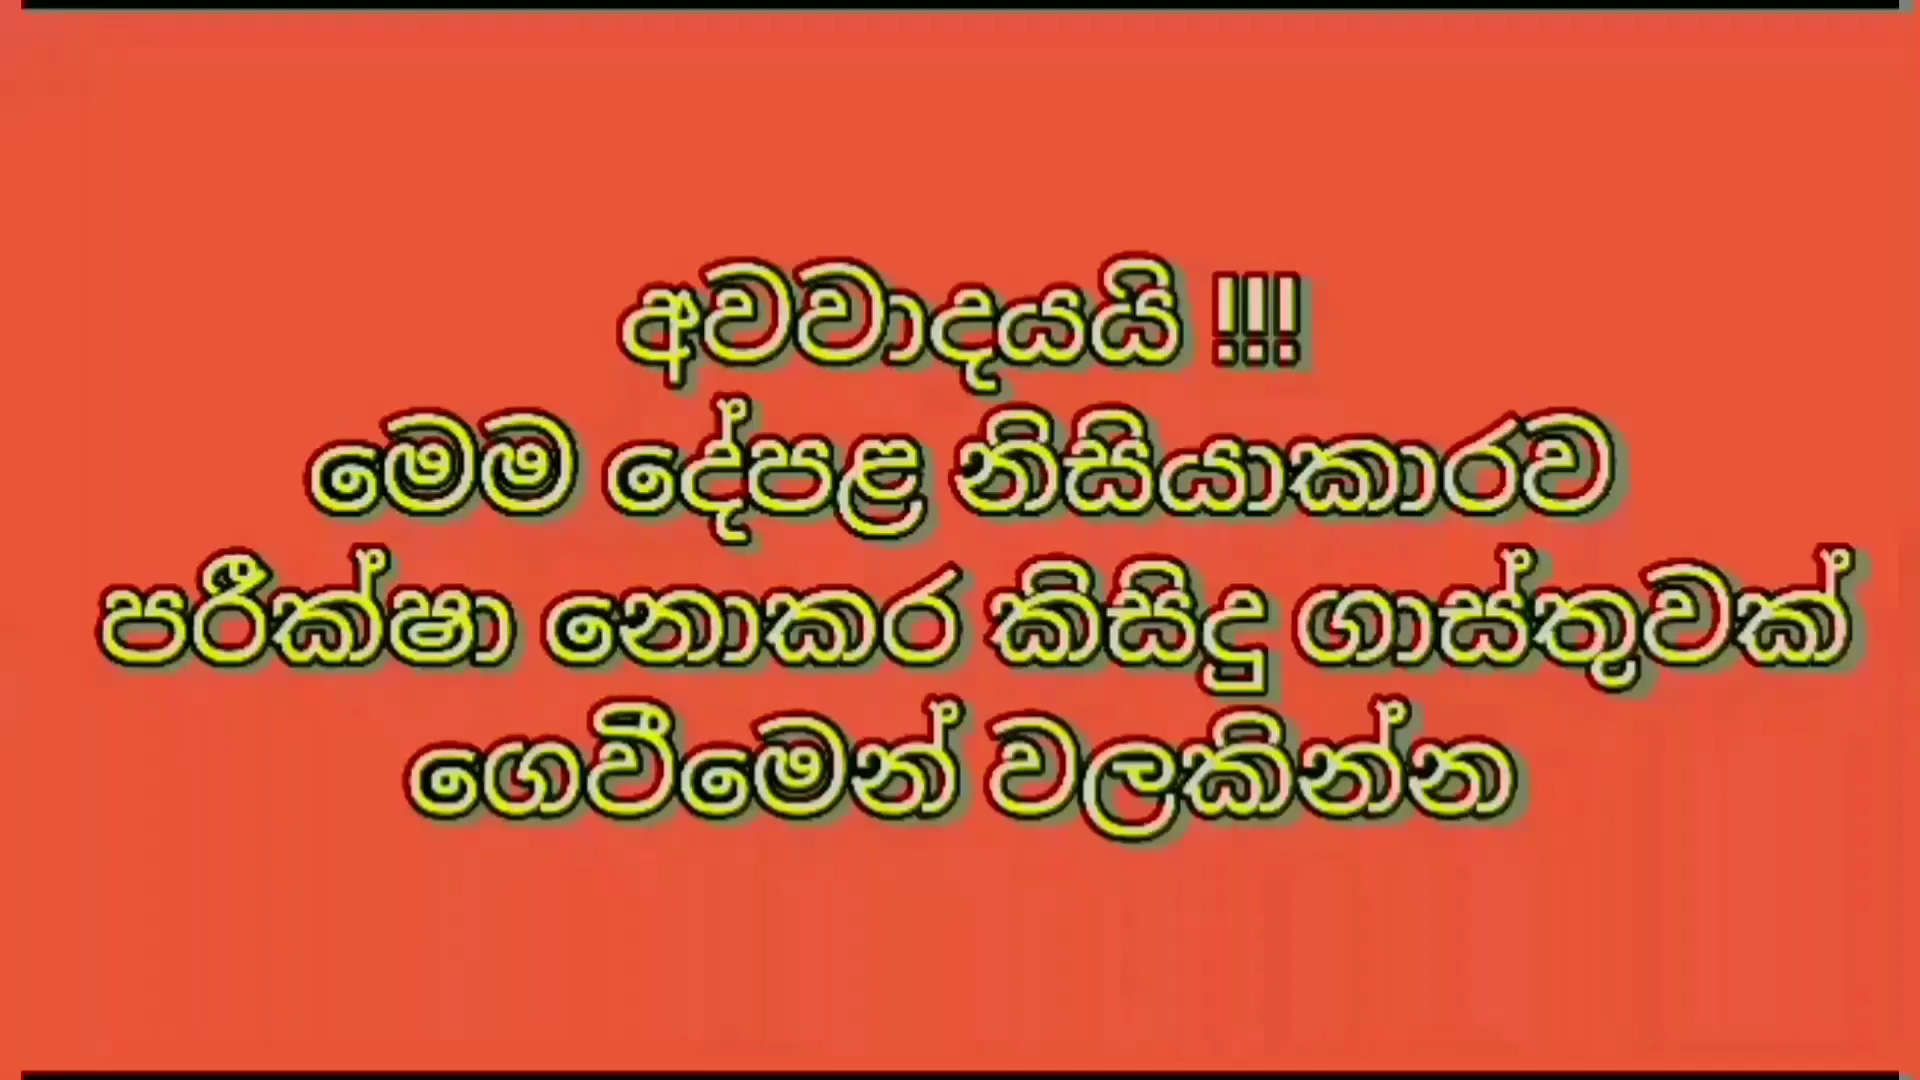 අවවාදයයි !!!
මෙම දේපළ නිසියාකාරව
පරීක්ෂා නොකර කිසිදු ගාස්තුවක්
ගෙවීමෙන් වලකින්න